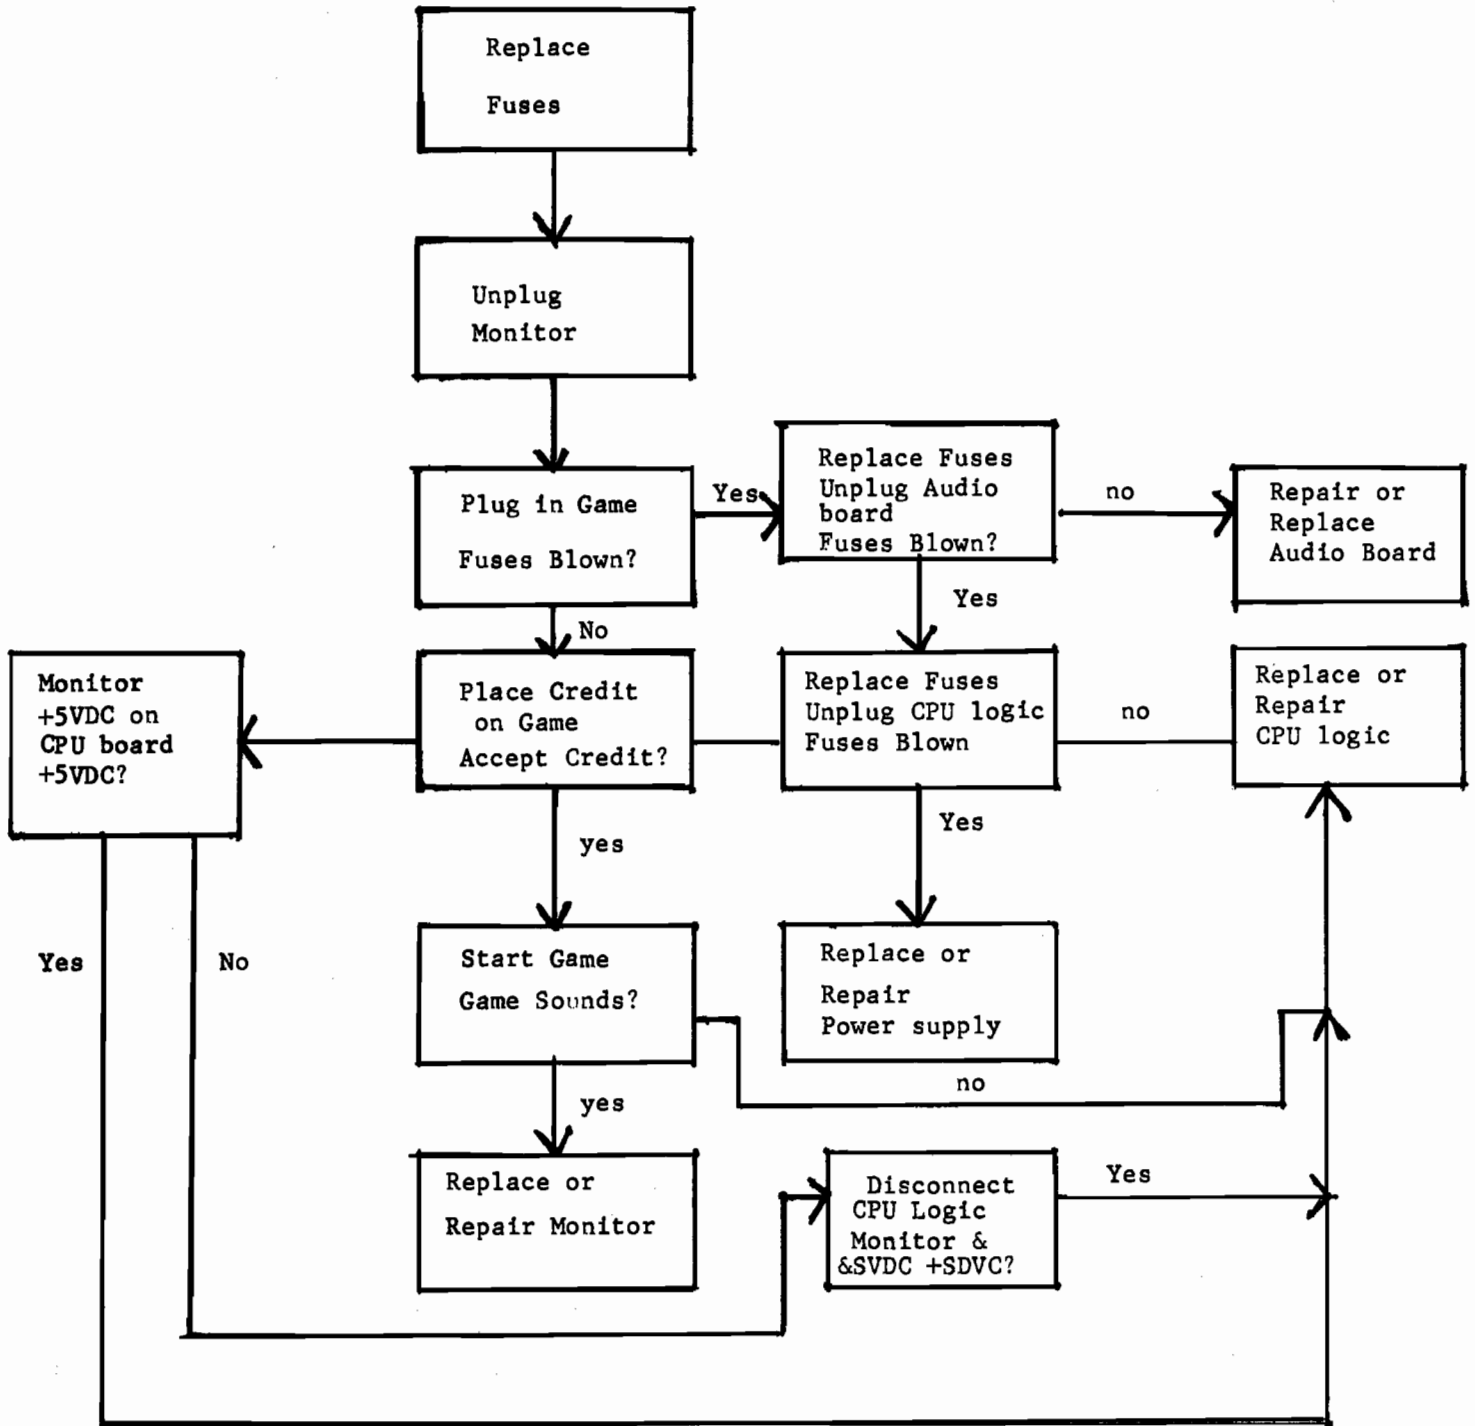 Replace
Fuses
Unplug
Monitor
Plug in Game
Fuses Blown?
Yes
Replace Fuses
Unplug Audio
board
Fuses Blown?
no
Repair or
Replace
Audio Board
No
Yes
Monitor
+5VDC on
CPU board
+5VDC?
Place Credit
on Game
Accept Credit?
Replace Fuses
Unplug CPU logic
Fuses Blown
no
Replace or
Repair
CPU logic
yes
Yes
Yes
No
Start Game
Game Sounds?
Replace or
Repair
Power supply
no
yes
Replace or
Repair Monitor
Disconnect
CPU Logic
Monitor &
&SVDC +SDVC?
Yes